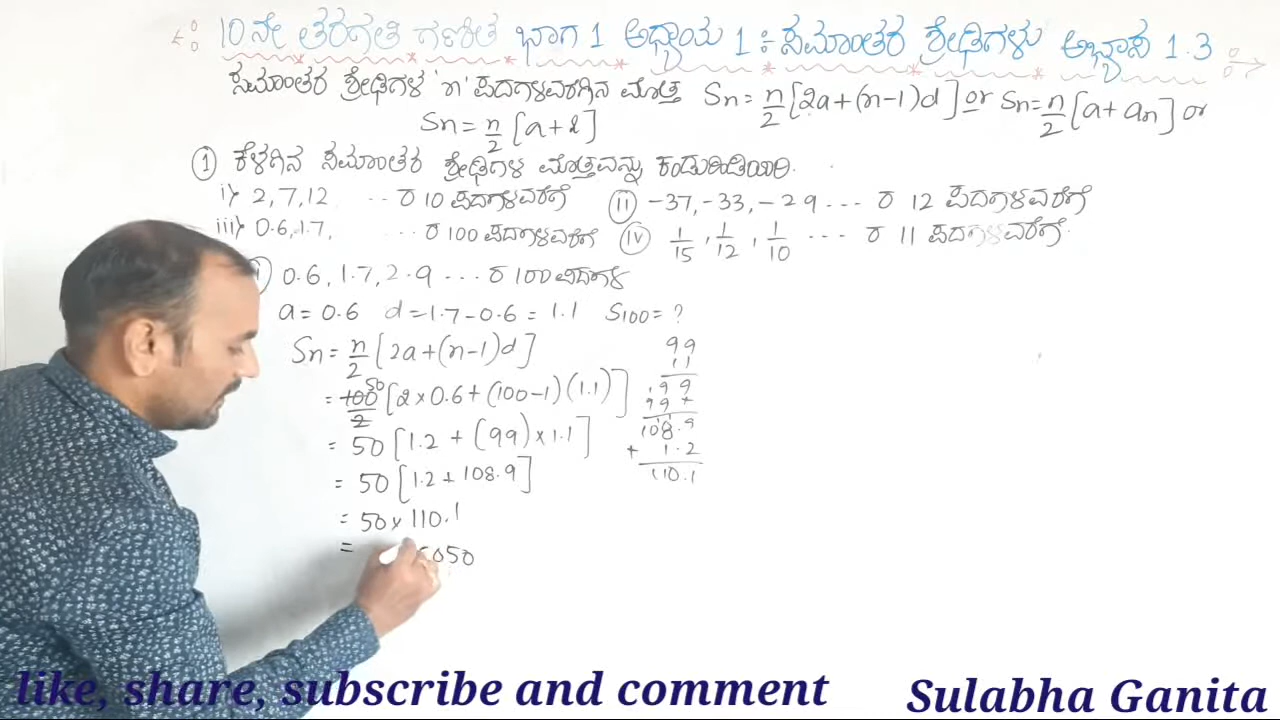 10ನೇ ತರಗತಿ ಗಣಿತ ಭಾಗ 1 ಅಧ್ಯಾಯ 1 : ಸಮಾಂತರ ಶ್ರೇಢಿಗಳು ಅಭ್ಯಾಸ 1.3
ಸಮಾಂತರ ಶ್ರೇಢಿಗಳ 'n' ಪದಗಳವರೆಗಿನ ಮೊತ್ತ Sn = n/2 [2a+(n-1)d] or Sn = n/2 [a + an] or
Sn = n/2 [a+l]
① ಕೆಳಗಿನ ಸಮಾಂತರ ಶ್ರೇಢಿಗಳ ಮೊತ್ತವನ್ನು ಕಂಡುಹಿಡಿಯಿರಿ.
i) 2, 7, 12 ... ರ 10 ಪದಗಳವರೆಗೆ (ii) -37, -33, -29 ... ರ 12 ಪದಗಳವರೆಗೆ
iii) 0.6, 1.7, ... ರ 100 ಪದಗಳವರೆಗೆ (iv) 1/15, 1/12, 1/10 ... ರ 11 ಪದಗಳವರೆಗೆ
0.6, 1.7, 2.9 ... ರ 100 ಪದಗಳ
a = 0.6 d = 1.7 - 0.6 = 1.1 S100 = ?
Sn = n/2 [2a+(n-1)d]
= 100/2 50 [2×0.6 + (100-1)(1.1)]
= 50 [1.2 + (99)×1.1]
= 50 [1.2 + 108.9]
= 50 × 110.1
= 5050
99
11
99
99+
108.9
+ 1.2
110.1
like, share, subscribe and comment
Sulabha Ganita